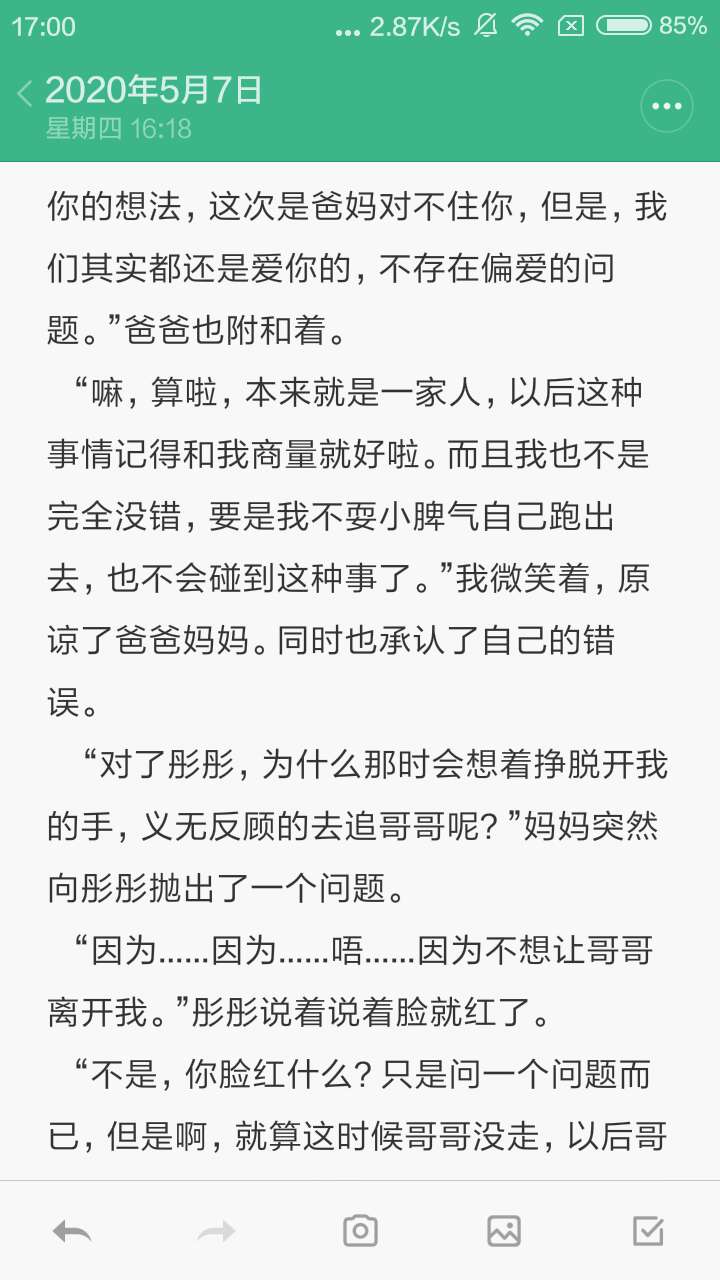 17:00
... 2.87K/s
85%
2020年5月7日
星期四 16:18
你的想法，这次是爸妈对不住你，但是，我
们其实都还是爱你的，不存在偏爱的问
题。”爸爸也附和着。
“嘛，算啦，本来就是一家人，以后这种
事情记得和我商量就好啦。而且我也不是
完全没错，要是我不耍小脾气自己跑出
去，也不会碰到这种事了。”我微笑着，原
谅了爸爸妈妈。同时也承认了自己的错
误。
“对了彤彤，为什么那时会想着挣脱开我
的手，义无反顾的去追哥哥呢？”妈妈突然
向彤彤抛出了一个问题。
“因为......因为......唔......因为不想让哥哥
离开我。”彤彤说着说着脸就红了。
“不是，你脸红什么？只是问一个问题而
已，但是啊，就算这时候哥哥没走，以后哥